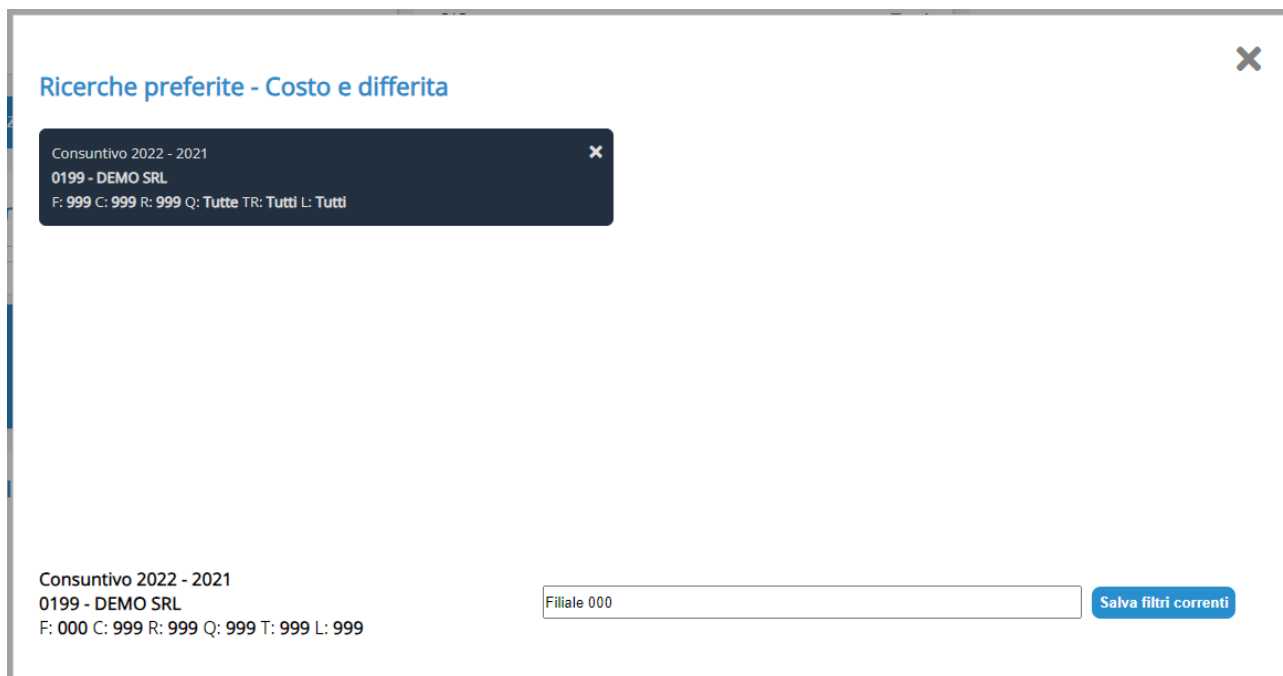 Ricerche preferite - Costo e differita
Consuntivo 2022 - 2021
0199 - DEMO SRL
F: 999 C: 999 R: 999 Q: Tutte TR: Tutti L: Tutti
Consuntivo 2022 - 2021
0199 - DEMO SRL
F: 000 C: 999 R: 999 Q: 999 T: 999 L: 999
Filiale 000
Salva filtri correnti